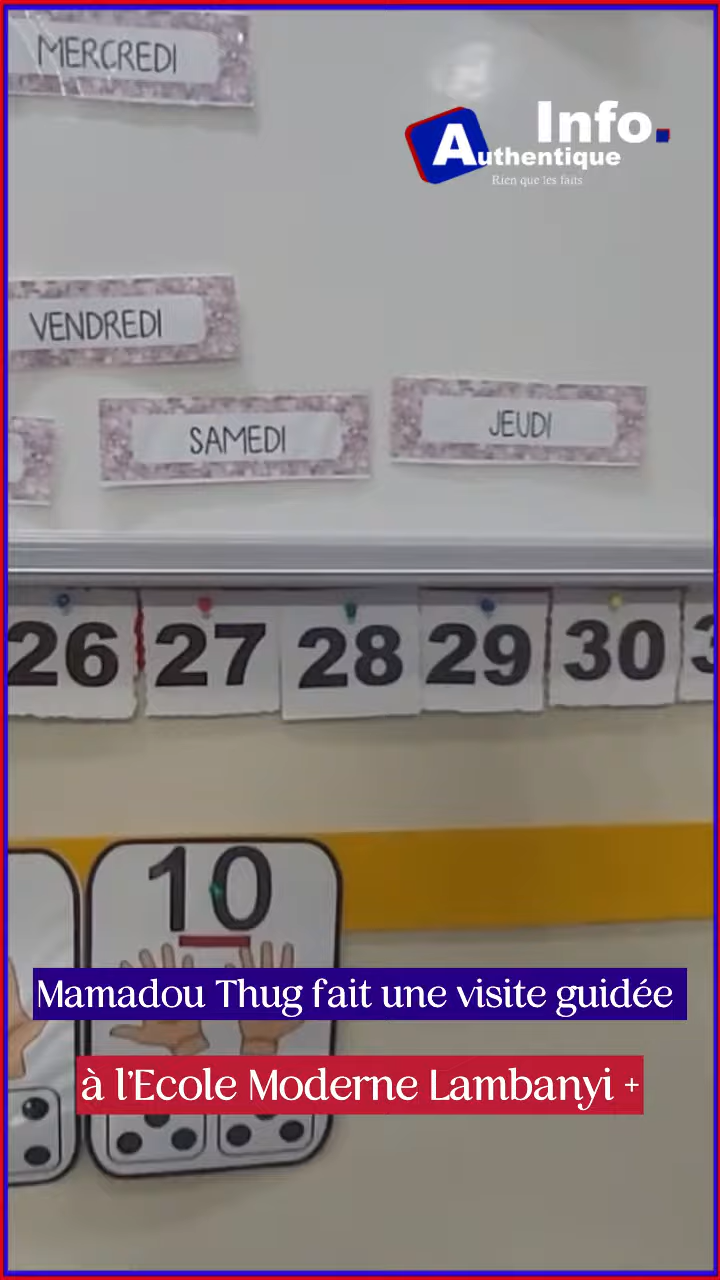 MERCREDI
Info.
Authentique
Rien que les faits
VENDREDI
SAMEDI
JEUDI
26 27 28 29 30
10
Mamadou Thug fait une visite guidée
à l'Ecole Moderne Lambanyi +